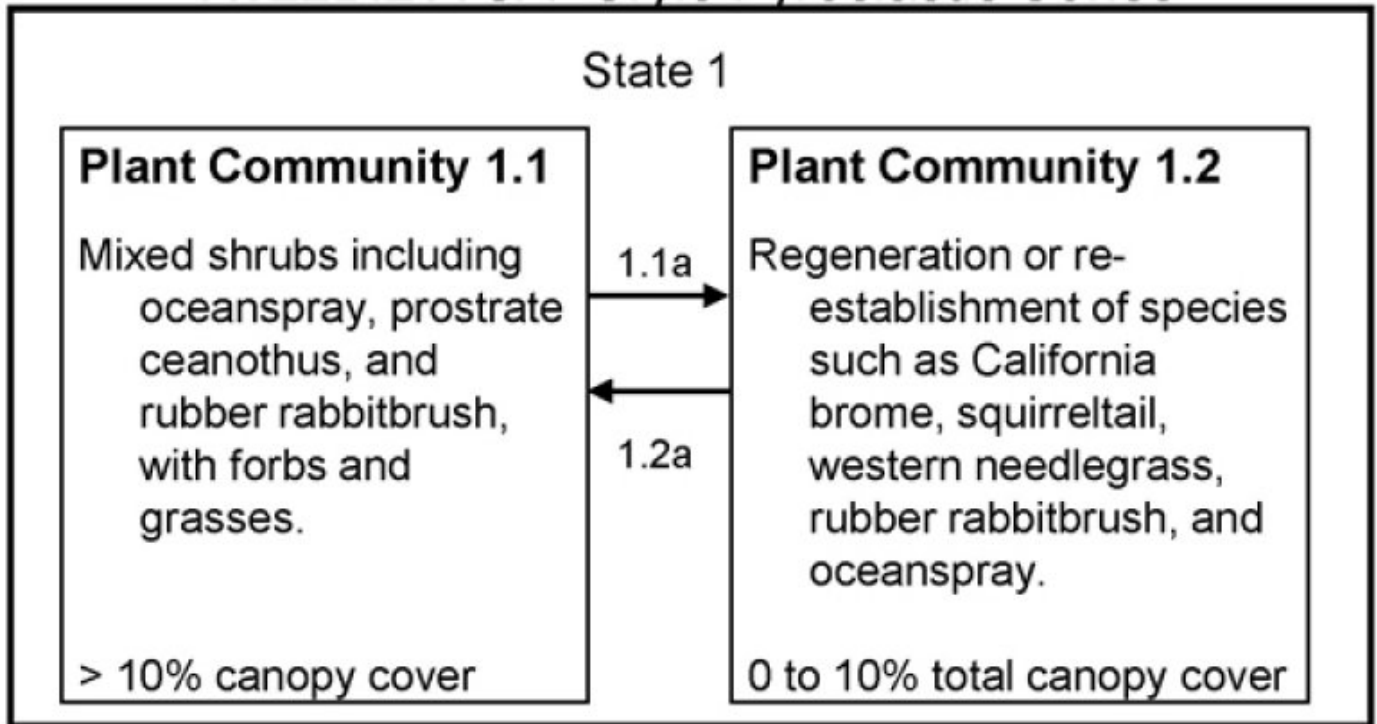 State 1
Plant Community 1.1
Mixed shrubs including
oceanspray, prostrate
ceanothus, and
rubber rabbitbrush,
with forbs and
grasses.
> 10% canopy cover
1.1a
1.2a
Plant Community 1.2
Regeneration or re-
establishment of species
such as California
brome, squirreltail,
western needlegrass,
rubber rabbitbrush, and
oceanspray.
0 to 10% total canopy cover